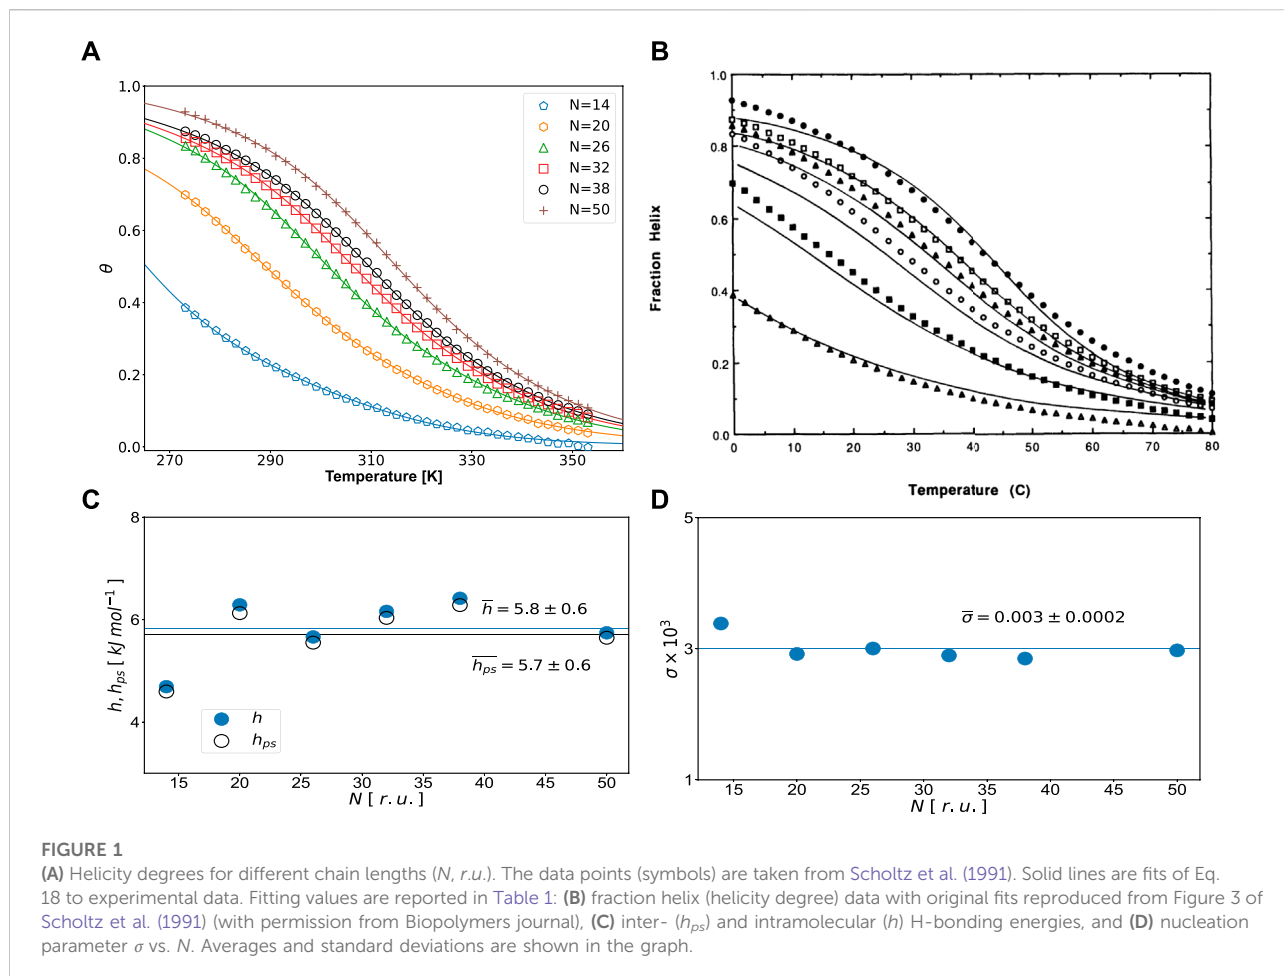 A
B
1.0
0.8
0.6
0.4
0.2
0.0
θ
270
290
310
330
350
Temperature [K]
N=14
N=20
N=26
N=32
N=38
N=50
1.0
0.8
0.6
0.4
0.2
0.0
Fraction Helix
0
10
20
30
40
50
60
70
80
Temperature (C)
C
D
8
6
4
h, hps [ kJ mol−1 ]
h = 5.8 ± 0.6
hps = 5.7 ± 0.6
h
hps
15
20
25
30
35
40
45
50
N [ r.u. ]
5
3
1
σ × 10³
σ = 0.003 ± 0.0002
15
20
25
30
35
40
45
50
N [ r.u. ]
FIGURE 1
(A) Helicity degrees for different chain lengths (N, r.u.). The data points (symbols) are taken from Scholtz et al. (1991). Solid lines are fits of Eq.
18 to experimental data. Fitting values are reported in Table 1: (B) fraction helix (helicity degree) data with original fits reproduced from Figure 3 of
Scholtz et al. (1991) (with permission from Biopolymers journal), (C) inter- (hps) and intramolecular (h) H-bonding energies, and (D) nucleation
parameter σ vs. N. Averages and standard deviations are shown in the graph.